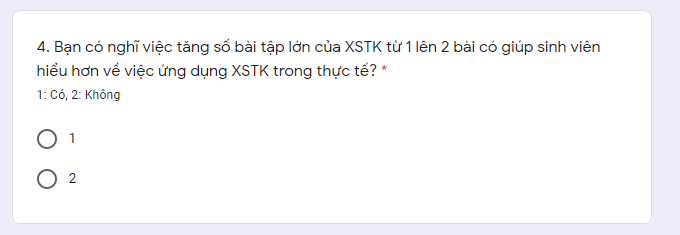 4. Bạn có nghĩ việc tăng số bài tập lớn của XSTK từ 1 lên 2 bài có giúp sinh viên
hiểu hơn về việc ứng dụng XSTK trong thực tế? *
1: Có, 2: Không
1
2